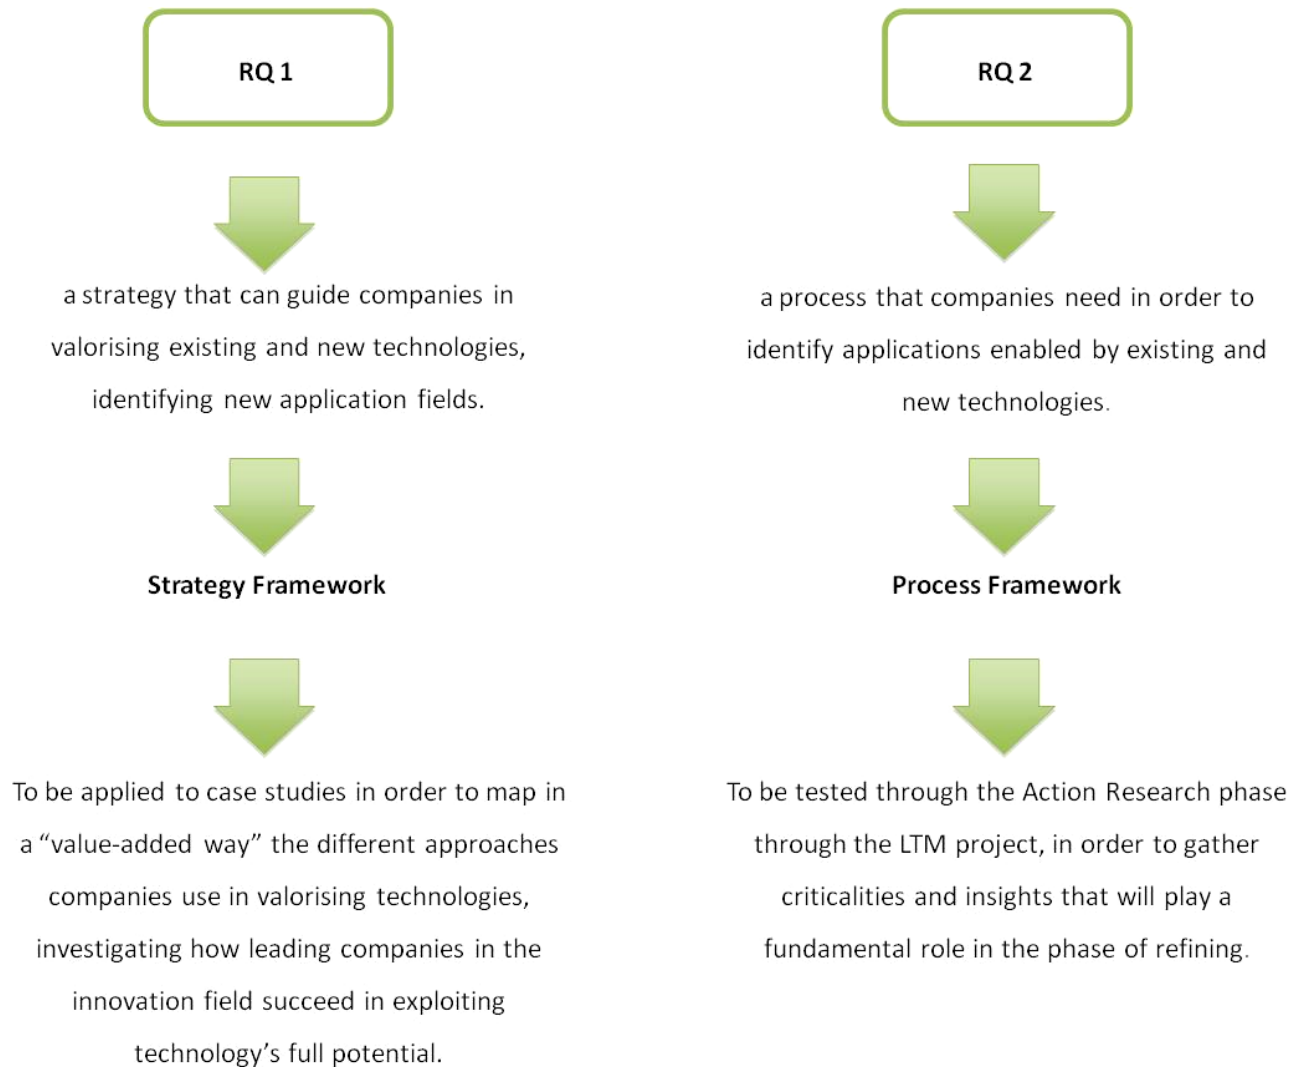 RQ 1
a strategy that can guide companies in
valorising existing and new technologies,
identifying new application fields.
Strategy Framework
To be applied to case studies in order to map in
a “value-added way” the different approaches
companies use in valorising technologies,
investigating how leading companies in the
innovation field succeed in exploiting
technology’s full potential.
RQ 2
a process that companies need in order to
identify applications enabled by existing and
new technologies.
Process Framework
To be tested through the Action Research phase
through the LTM project, in order to gather
criticalities and insights that will play a
fundamental role in the phase of refining.